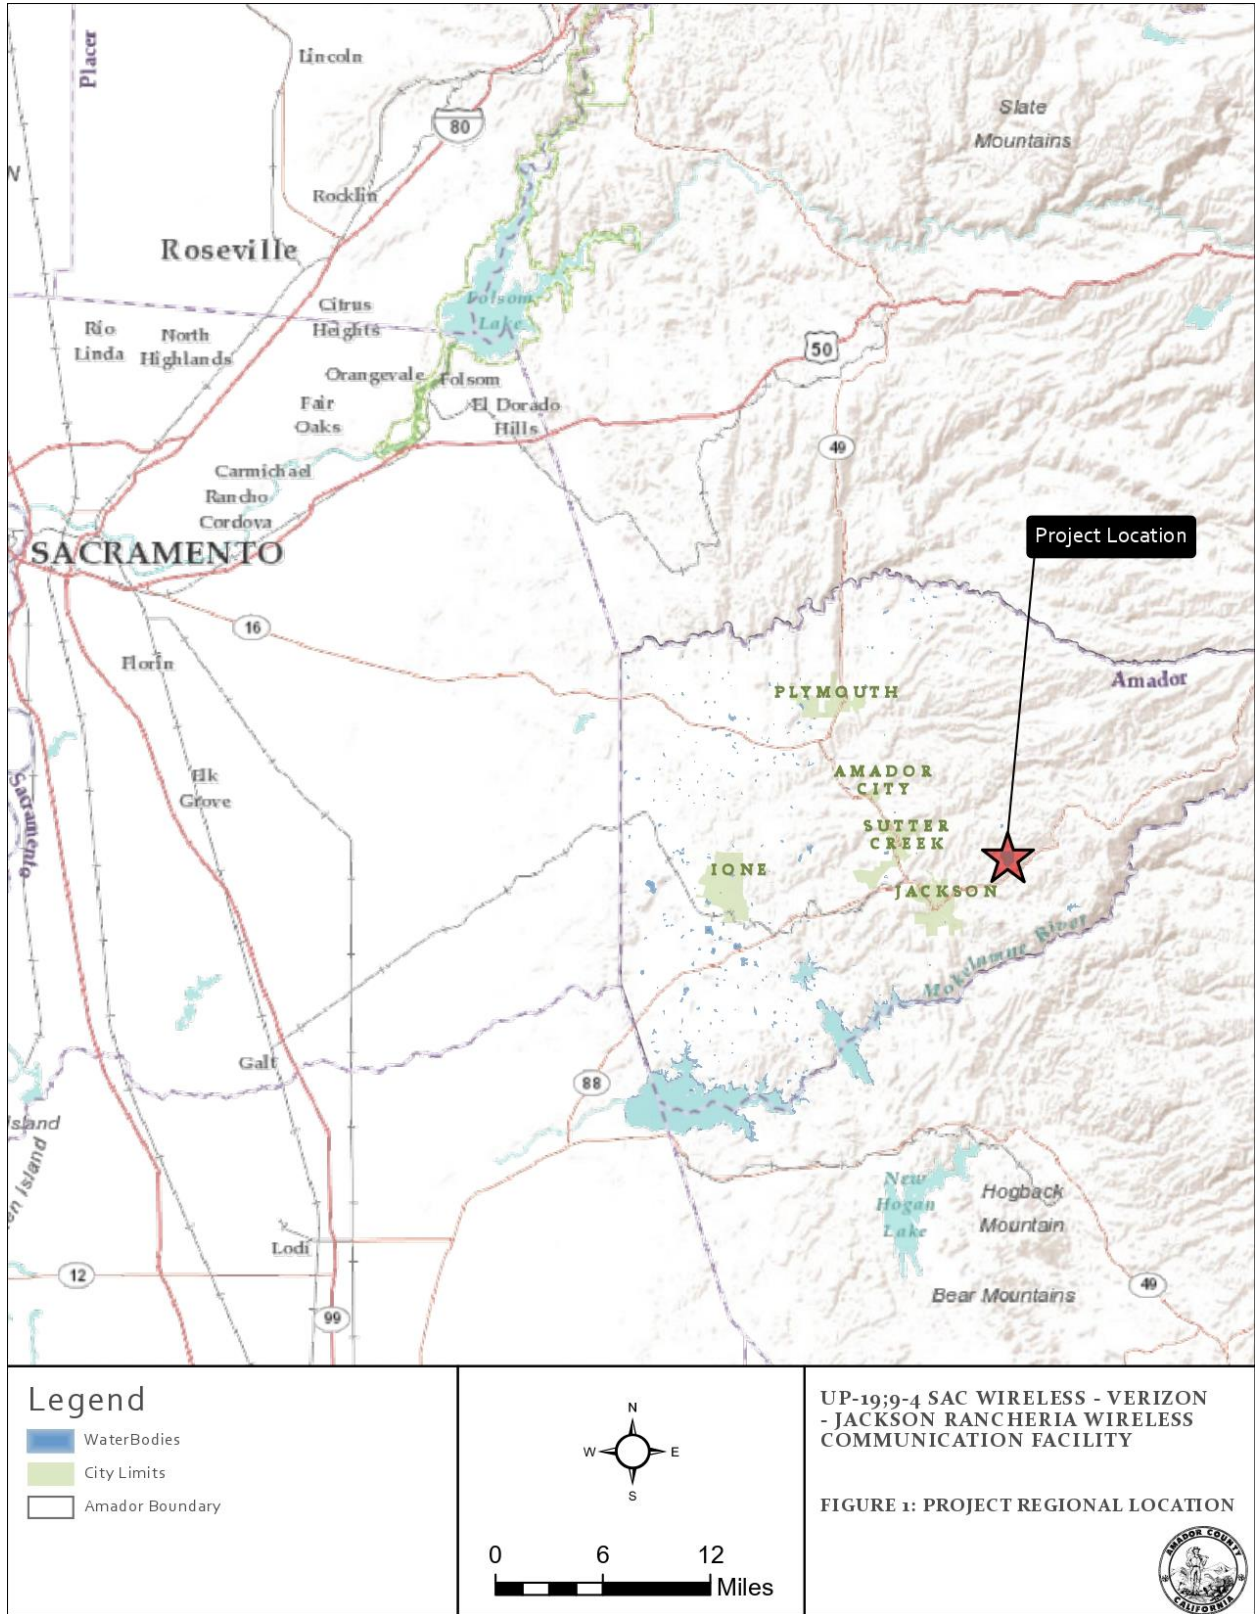 Placer
Lincoln
80
Slate
Mountains
N
Rocklin
Roseville
Citrus
Heights
Folsom
Lake
Rio
Linda
North
Highlands
50
Orangevale
Folsom
Fair
Oaks
El Dorado
Hills
49
Carmichael
Rancho
Cordova
Project Location
SACRAMENTO
16
Florin
Amador
PLYMOUTH
Elk
Grove
AMADOR
CITY
Sacramento
SUTTER
CREEK
IONE
JACKSON
Mokelumne River
Galt
88
Island
en Island
New
Hogan
Lake
Hogback
Mountain
Lodi
12
49
Bear Mountains
99
Legend
WaterBodies
City Limits
Amador Boundary
N
W E
S
0 6 12
Miles
UP-19;9-4 SAC WIRELESS - VERIZON
- JACKSON RANCHERIA WIRELESS
COMMUNICATION FACILITY
FIGURE 1: PROJECT REGIONAL LOCATION
AMADOR COUNTY
CALIFORNIA